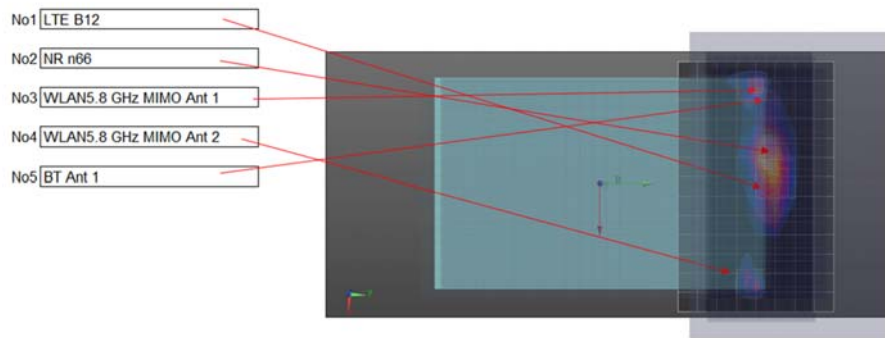 No1 LTE B12
No2 NR n66
No3 WLAN5.8 GHz MIMO Ant 1
No4 WLAN5.8 GHz MIMO Ant 2
No5 BT Ant 1